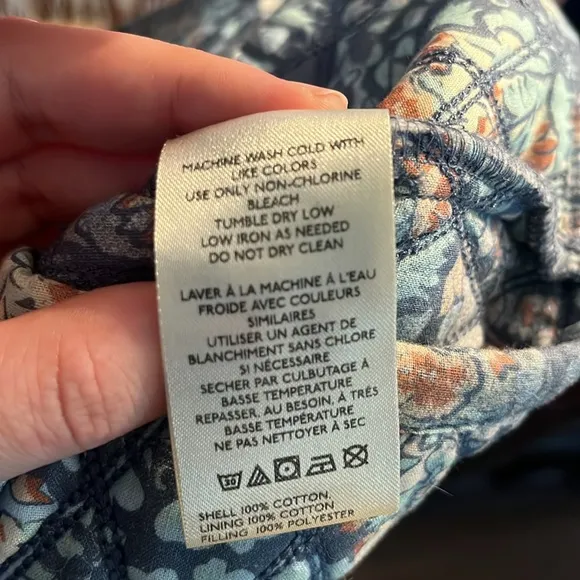 MACHINE WASH COLD WITH
LIKE COLORS
USE ONLY NON-CHLORINE
BLEACH
TUMBLE DRY LOW
LOW IRON AS NEEDED
DO NOT DRY CLEAN
LAVER À LA MACHINE À L'EAU
FROIDE AVEC COULEURS
SIMILAIRES
UTILISER UN AGENT DE
BLANCHIMENT SANS CHLORE
SI NÉCESSAIRE
SECHER PAR CULBUTAGE À
BASSE TEMPERATURE
REPASSER, AU BESOIN, À TRÉS
BASSE TEMPÉRATURE
NE PAS NETTOYER À SEC
30
SHELL 100% COTTON,
LINING 100% COTTON
FILLING 100% POLYESTER